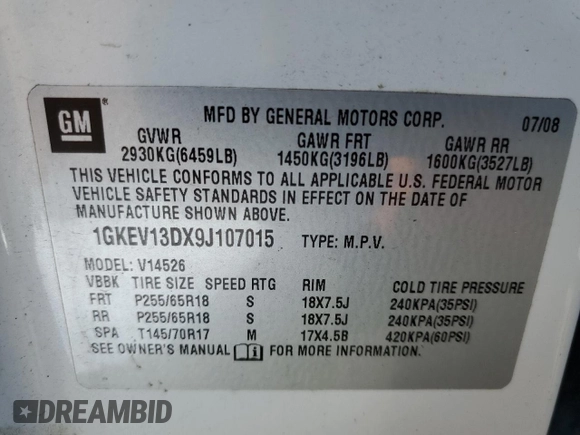 GM ®
MFD BY GENERAL MOTORS CORP. 07/08
GVWR GAWR FRT GAWR RR
2930KG(6459LB) 1450KG(3196LB) 1600KG(3527LB)
THIS VEHICLE CONFORMS TO ALL APPLICABLE U.S. FEDERAL MOTOR
VEHICLE SAFETY STANDARDS IN EFFECT ON THE DATE OF
MANUFACTURE SHOWN ABOVE.
1GKEV13DX9J107015 TYPE: M.P.V.
MODEL: V14526
VBBK TIRE SIZE SPEED RTG RIM COLD TIRE PRESSURE
FRT P255/65R18 S 18X7.5J 240KPA(35PSI)
RR P255/65R18 S 18X7.5J 240KPA(35PSI)
SPA T145/70R17 M 17X4.5B 420KPA(60PSI)
SEE OWNER'S MANUAL FOR MORE INFORMATION.
DREAMBID